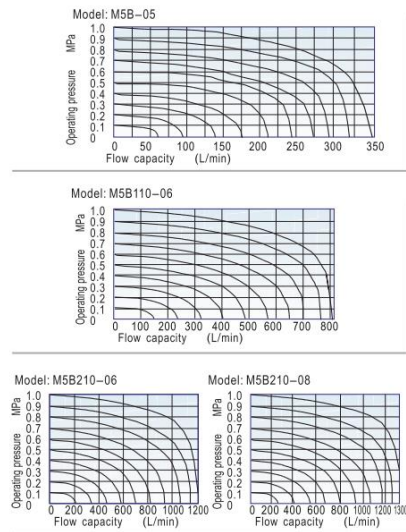 Model: M5B-05
Operating pressure MPa
1.0
0.9
0.8
0.7
0.6
0.5
0.4
0.3
0.2
0.1
0
0 50 100 150 200 250 300 350
Flow capacity (L/min)
Model: M5B110-06
Operating pressure MPa
1.0
0.9
0.8
0.7
0.6
0.5
0.4
0.3
0.2
0.1
0
0 100 200 300 400 500 600 700 800
Flow capacity (L/min)
Model: M5B210-06
Operating pressure MPa
1.0
0.9
0.8
0.7
0.6
0.5
0.4
0.3
0.2
0.1
0
0 200 400 600 800 1000 1200
Flow capacity (L/min)
Model: M5B210-08
Operating pressure MPa
1.0
0.9
0.8
0.7
0.6
0.5
0.4
0.3
0.2
0.1
0
0 200 400 600 800 1000 1200 1300
Flow capacity (L/min)